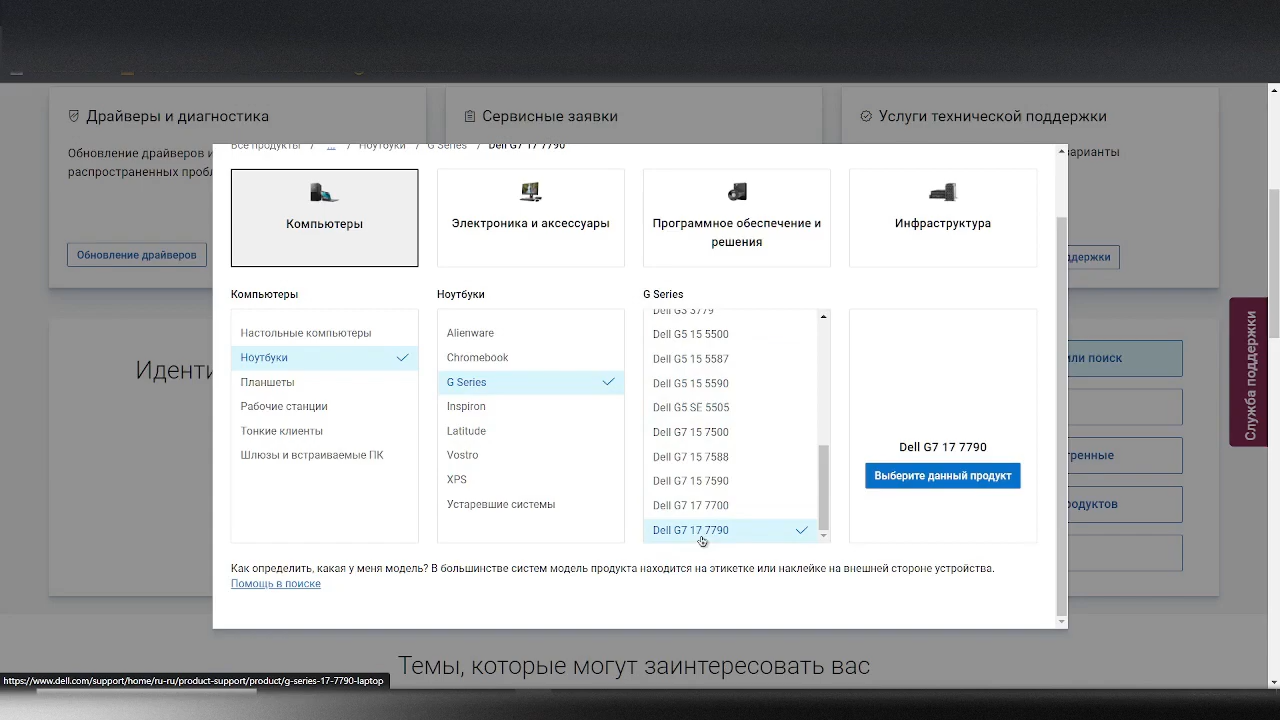 Драйверы и диагностика
Сервисные заявки
Услуги технической поддержки
Обновление драйверов и
распространенных проб
варианты
Обновление драйверов
ддержки
Все продукты / ... / Ноутбуки / G Series / Dell G7 17 7790
Компьютеры
Электроника и аксессуары
Программное обеспечение и
решения
Инфраструктура
Компьютеры
Настольные компьютеры
Ноутбуки
Планшеты
Рабочие станции
Тонкие клиенты
Шлюзы и встраиваемые ПК
Ноутбуки
Alienware
Chromebook
G Series
Inspiron
Latitude
Vostro
XPS
Устаревшие системы
G Series
Dell G3 3779
Dell G5 15 5500
Dell G5 15 5587
Dell G5 15 5590
Dell G5 SE 5505
Dell G7 15 7500
Dell G7 15 7588
Dell G7 15 7590
Dell G7 17 7700
Dell G7 17 7790
Dell G7 17 7790
Выберите данный продукт
Как определить, какая у меня модель? В большинстве систем модель продукта находится на этикетке или наклейке на внешней стороне устройства.
Помощь в поиске
Иденти
или поиск
тренные
родуктов
Служба поддержки
Темы, которые могут заинтересовать вас
https://www.dell.com/support/home/ru-ru/product-support/product/g-series-17-7790-laptop